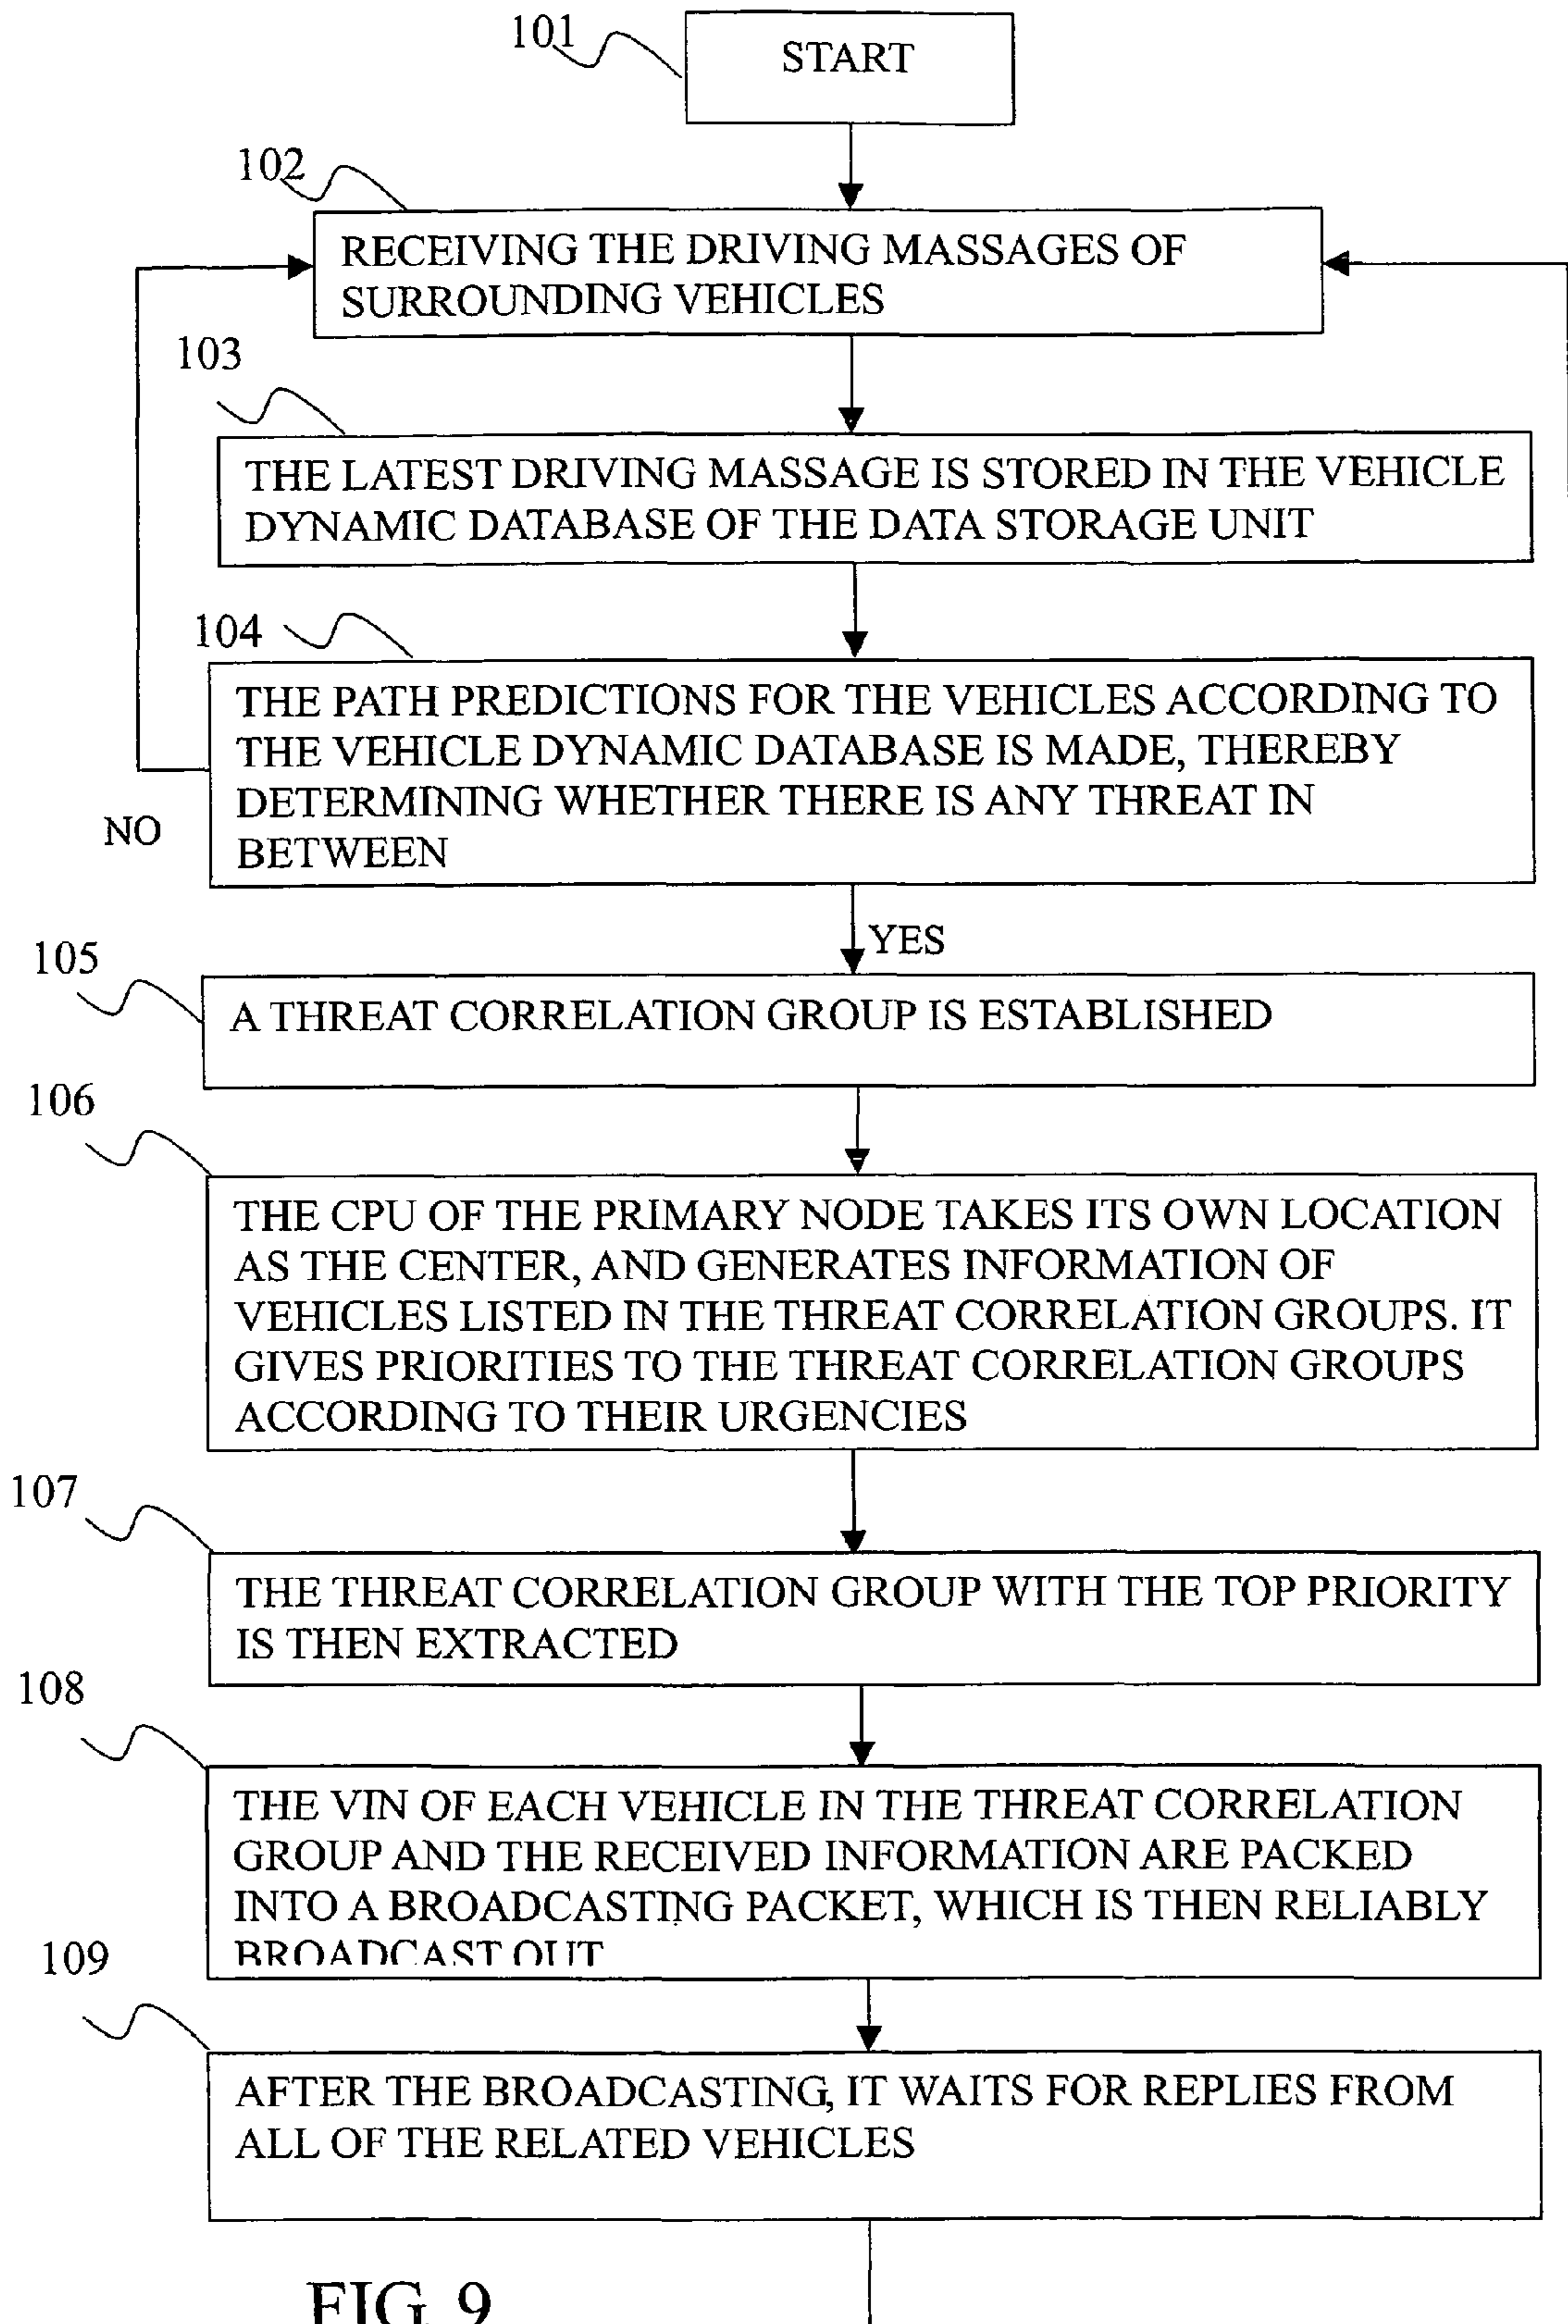 101
START
102
RECEIVING THE DRIVING MASSAGES OF
SURROUNDING VEHICLES
103
THE LATEST DRIVING MASSAGE IS STORED IN THE VEHICLE
DYNAMIC DATABASE OF THE DATA STORAGE UNIT
104
THE PATH PREDICTIONS FOR THE VEHICLES ACCORDING TO
THE VEHICLE DYNAMIC DATABASE IS MADE, THEREBY
DETERMINING WHETHER THERE IS ANY THREAT IN
BETWEEN
NO
YES
105
A THREAT CORRELATION GROUP IS ESTABLISHED
106
THE CPU OF THE PRIMARY NODE TAKES ITS OWN LOCATION
AS THE CENTER, AND GENERATES INFORMATION OF
VEHICLES LISTED IN THE THREAT CORRELATION GROUPS. IT
GIVES PRIORITIES TO THE THREAT CORRELATION GROUPS
ACCORDING TO THEIR URGENCIES
107
THE THREAT CORRELATION GROUP WITH THE TOP PRIORITY
IS THEN EXTRACTED
108
THE VIN OF EACH VEHICLE IN THE THREAT CORRELATION
GROUP AND THE RECEIVED INFORMATION ARE PACKED
INTO A BROADCASTING PACKET, WHICH IS THEN RELIABLY
BROADCAST OUT
109
AFTER THE BROADCASTING, IT WAITS FOR REPLIES FROM
ALL OF THE RELATED VEHICLES
FIG. 9